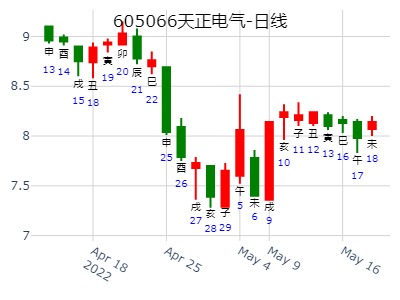 605066天正电气-日线
9
8.5
8
7.5
7
申
13
酉
14
戌
15
丑
18
寅
19
卯
20
辰
21
巳
22
申
25
酉
26
戌
27
亥
28
子
29
午
5
未
6
戌
9
亥
10
子
11
丑
12
寅
13
巳
16
午
17
未
18
Apr 18
2022
Apr 25
May 4
May 9
May 16